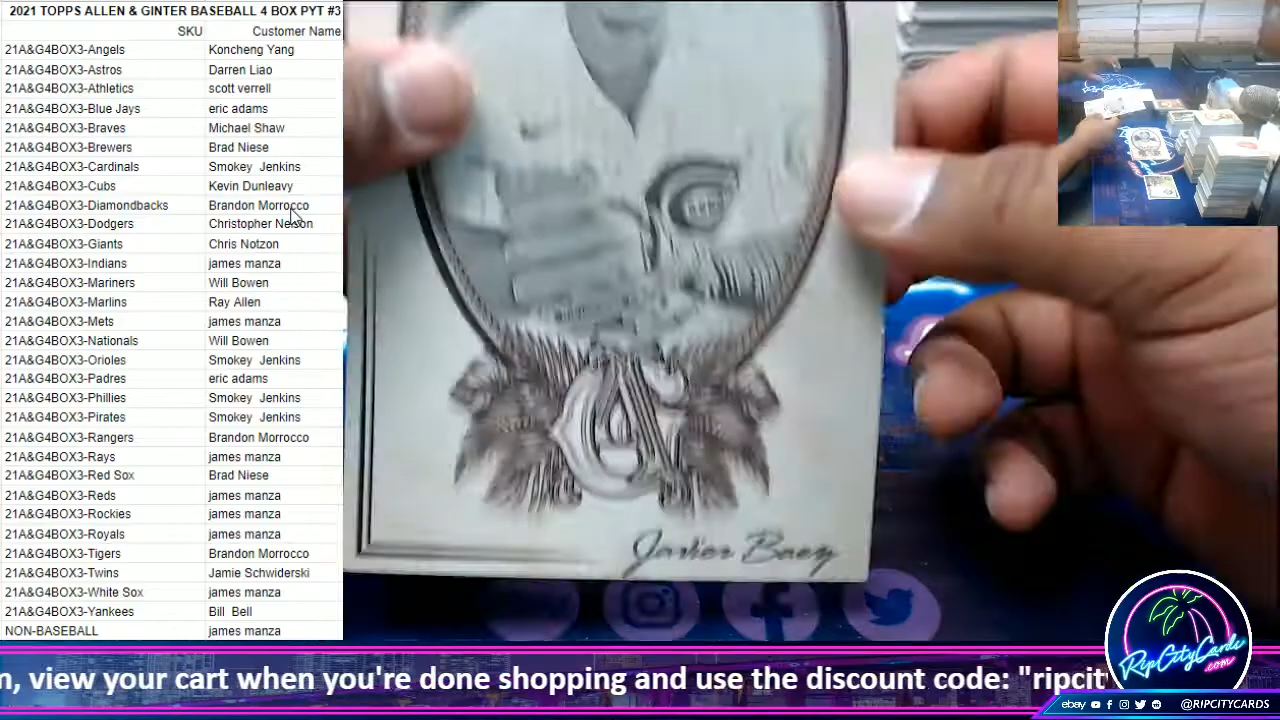 2021 TOPPS ALLEN & GINTER BASEBALL 4 BOX PYT #3
SKU Customer Name
21A&G4BOX3-Angels Koncheng Yang
21A&G4BOX3-Astros Darren Liao
21A&G4BOX3-Athletics scott verrell
21A&G4BOX3-Blue Jays eric adams
21A&G4BOX3-Braves Michael Shaw
21A&G4BOX3-Brewers Brad Niese
21A&G4BOX3-Cardinals Smokey Jenkins
21A&G4BOX3-Cubs Kevin Dunleavy
21A&G4BOX3-Diamondbacks Brandon Morrocco
21A&G4BOX3-Dodgers Christopher Nelson
21A&G4BOX3-Giants Chris Notzon
21A&G4BOX3-Indians james manza
21A&G4BOX3-Mariners Will Bowen
21A&G4BOX3-Marlins Ray Allen
21A&G4BOX3-Mets james manza
21A&G4BOX3-Nationals Will Bowen
21A&G4BOX3-Orioles Smokey Jenkins
21A&G4BOX3-Padres eric adams
21A&G4BOX3-Phillies Smokey Jenkins
21A&G4BOX3-Pirates Smokey Jenkins
21A&G4BOX3-Rangers Brandon Morrocco
21A&G4BOX3-Rays james manza
21A&G4BOX3-Red Sox Brad Niese
21A&G4BOX3-Reds james manza
21A&G4BOX3-Rockies james manza
21A&G4BOX3-Royals james manza
21A&G4BOX3-Tigers Brandon Morrocco
21A&G4BOX3-Twins Jamie Schwiderski
21A&G4BOX3-White Sox james manza
21A&G4BOX3-Yankees Bill Bell
NON-BASEBALL james manza
Javier Baez
RipCityCards
.com
n, view your cart when you're done shopping and use the discount code: "ripcit
ebay @RIPCITYCARDS